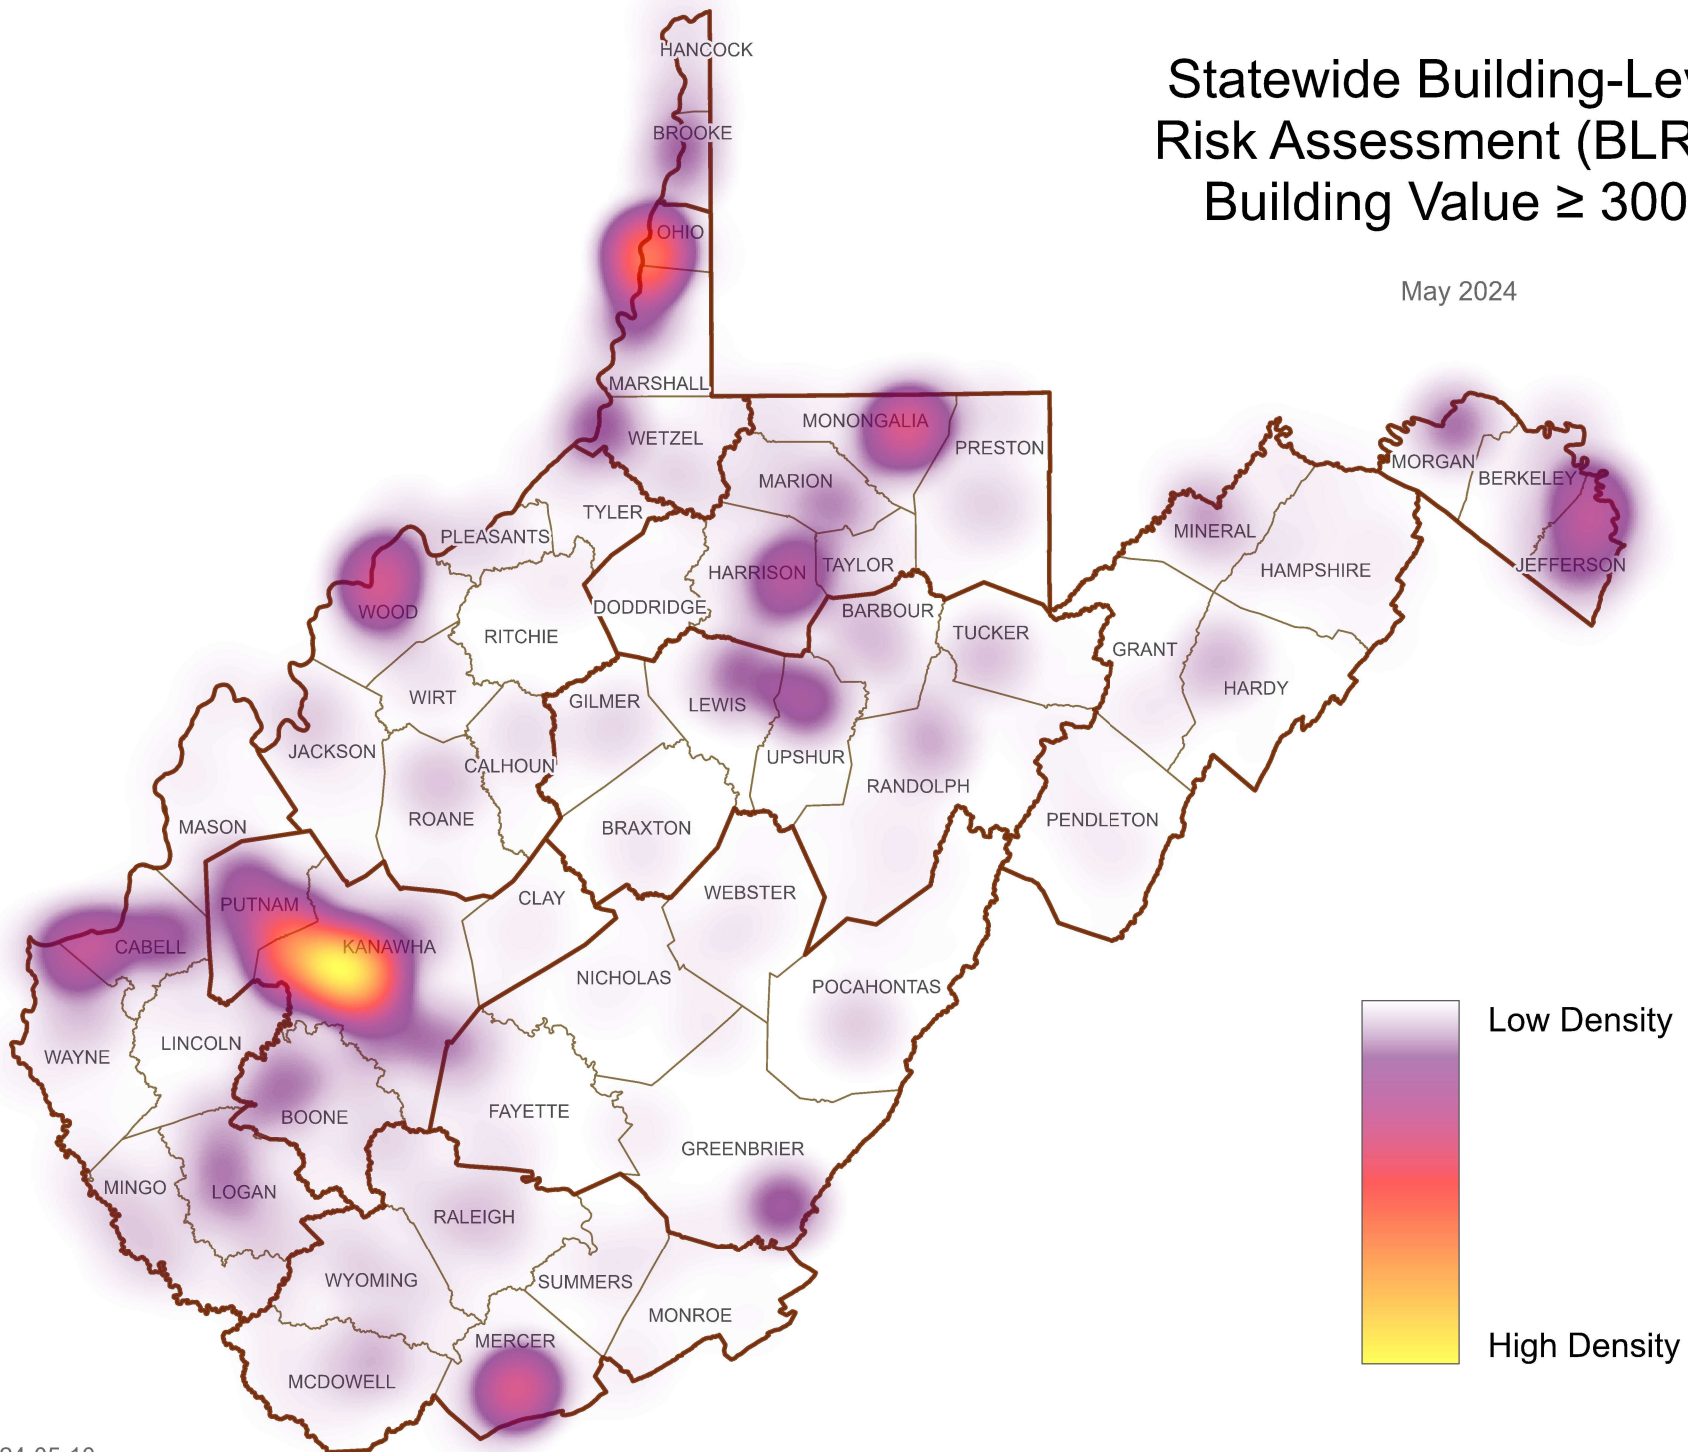 Statewide Building-Lev
Risk Assessment (BLR
Building Value ≥ 300
May 2024
HANCOCK
BROOKE
OHIO
MARSHALL
WETZEL
MONONGALIA
PRESTON
MARION
TYLER
PLEASANTS
MORGAN
BERKELEY
JEFFERSON
MINERAL
HAMPSHIRE
HARRISON
TAYLOR
WOOD
DODDRIDGE
BARBOUR
RITCHIE
TUCKER
GRANT
HARDY
WIRT
GILMER
LEWIS
JACKSON
CALHOUN
UPSHUR
RANDOLPH
ROANE
MASON
BRAXTON
PENDLETON
CLAY
WEBSTER
PUTNAM
CABELL
KANAWHA
NICHOLAS
POCAHONTAS
Low Density
LINCOLN
WAYNE
BOONE
FAYETTE
GREENBRIER
MINGO
LOGAN
RALEIGH
WYOMING
SUMMERS
MONROE
MERCER
High Density
MCDOWELL